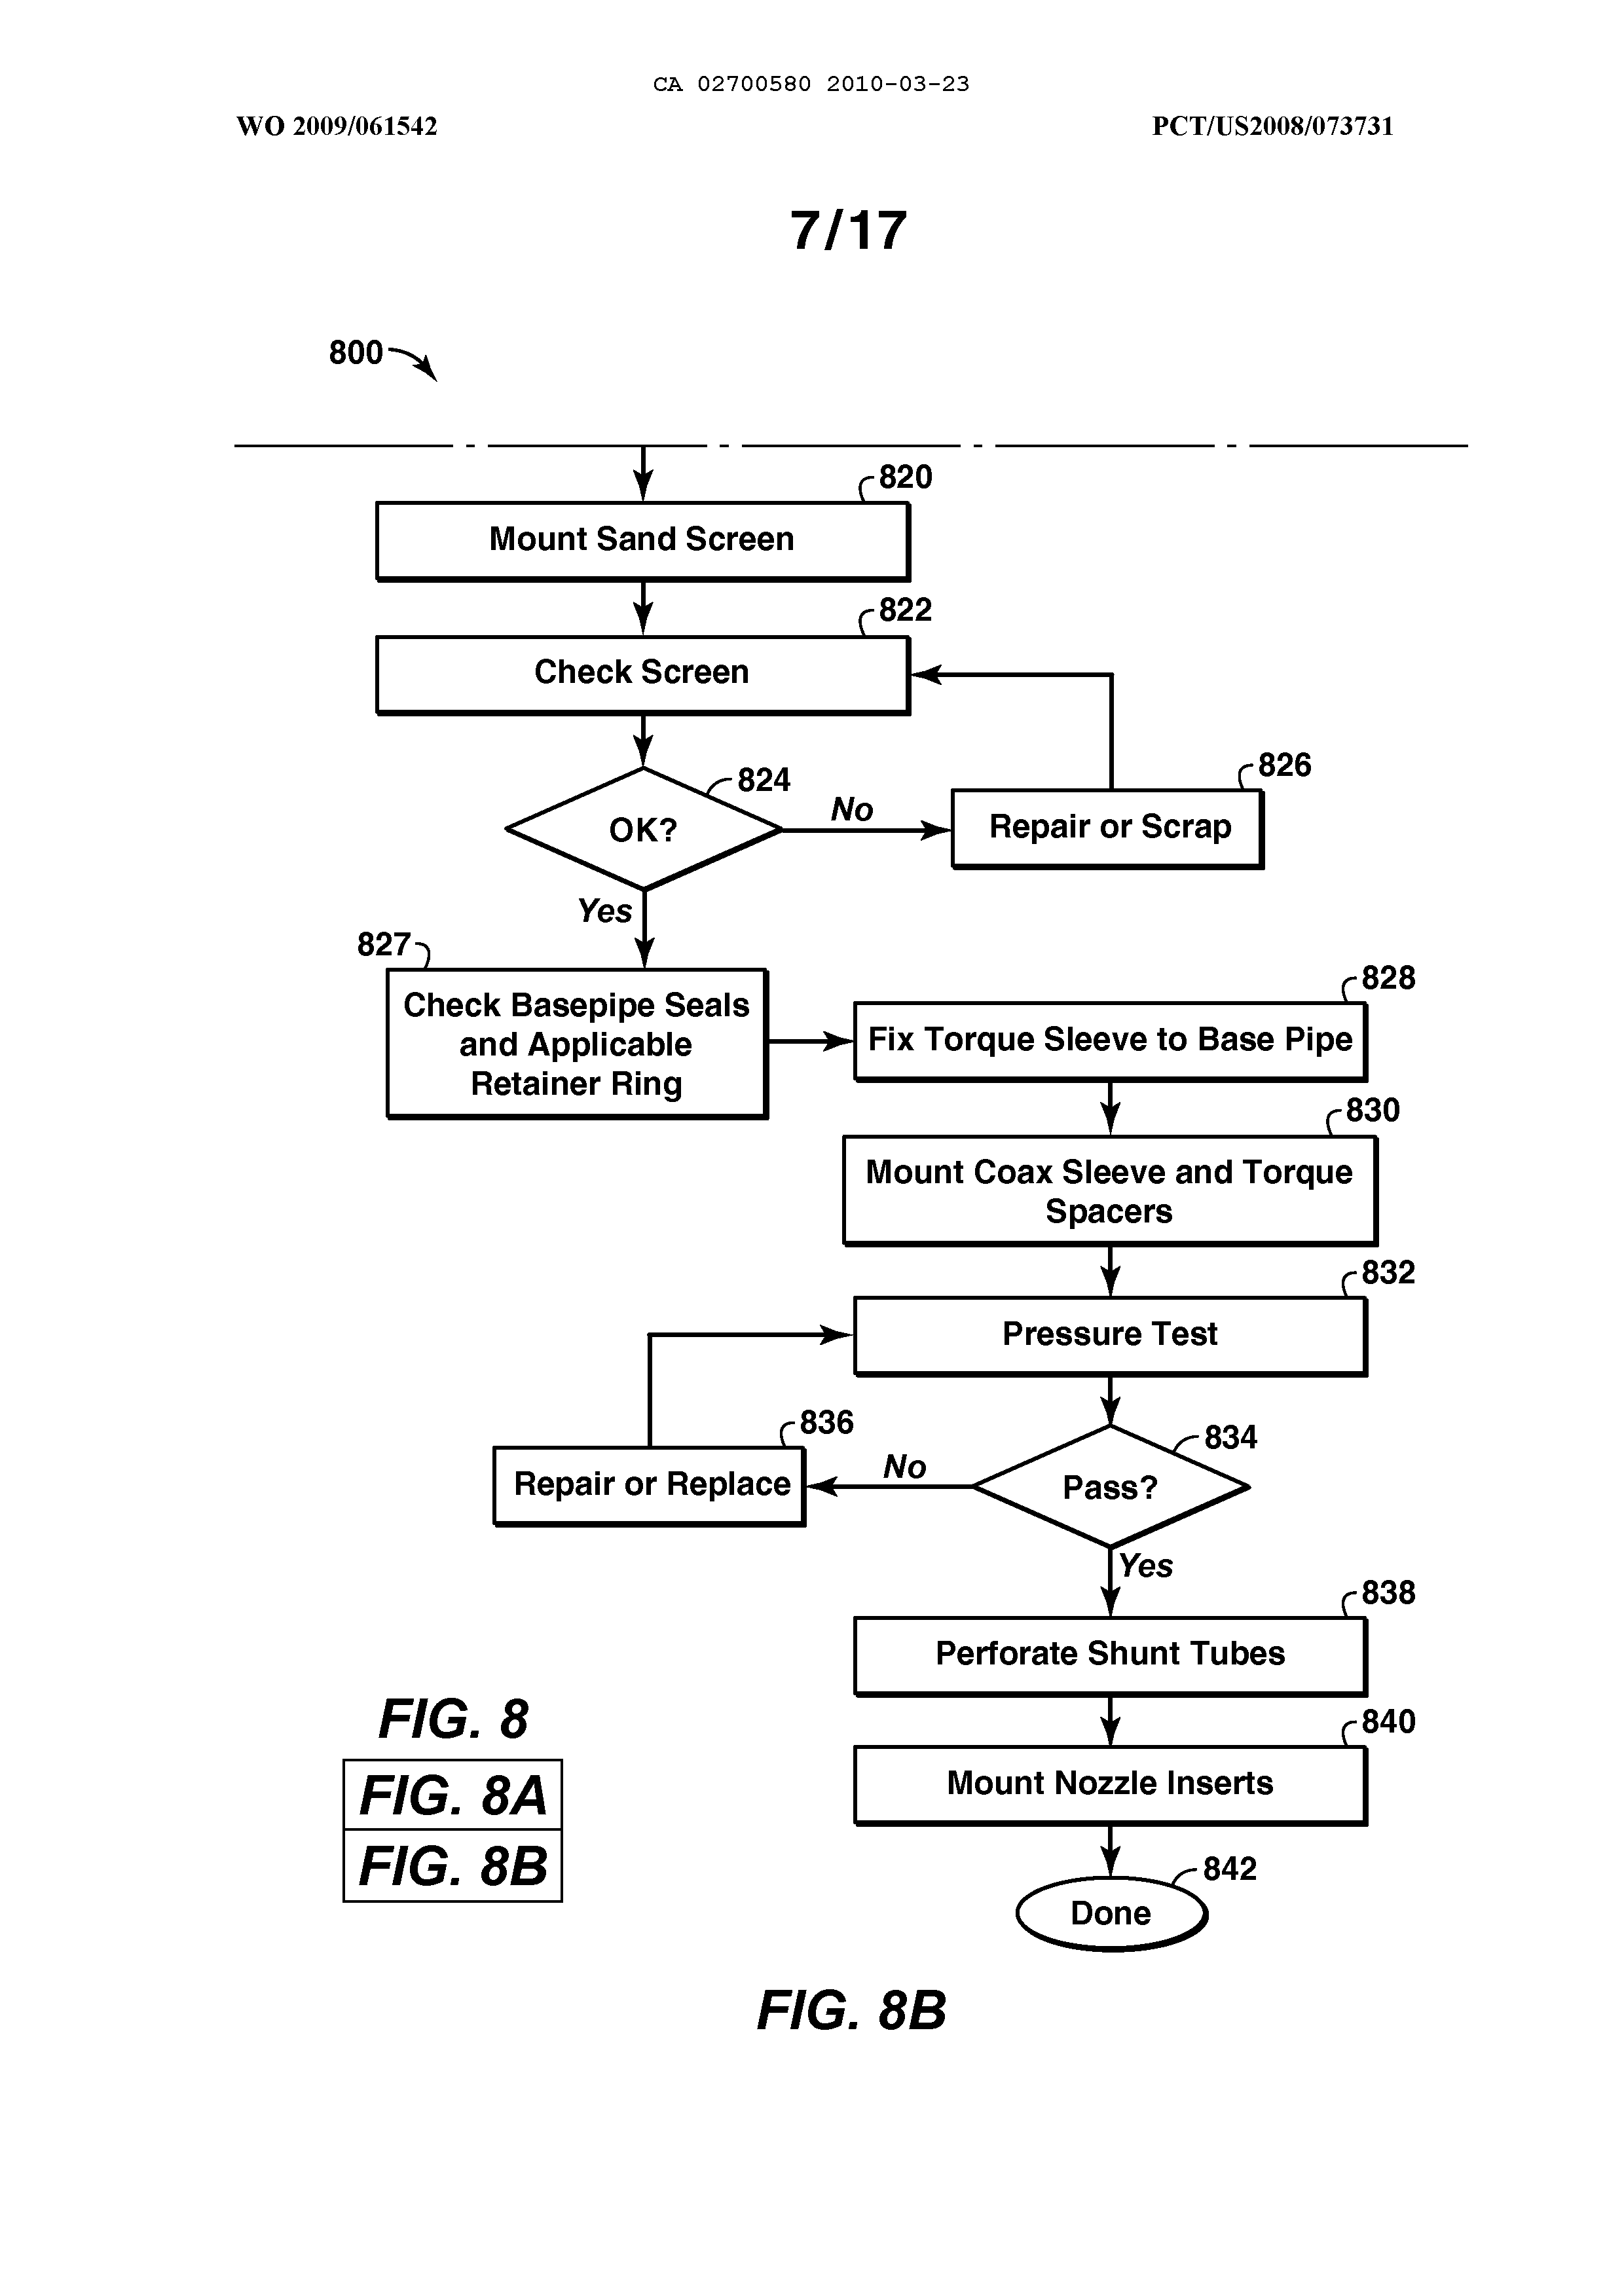 CA 02700580 2010-03-23
WO 2009/061542
PCT/US2008/073731
7/17
800
820
Mount Sand Screen
822
Check Screen
824
OK?
No
826
Repair or Scrap
Yes
827
Check Basepipe Seals
and Applicable
Retainer Ring
828
Fix Torque Sleeve to Base Pipe
830
Mount Coax Sleeve and Torque
Spacers
832
Pressure Test
834
Pass?
No
836
Repair or Replace
Yes
838
Perforate Shunt Tubes
840
Mount Nozzle Inserts
842
Done
FIG. 8
FIG. 8A
FIG. 8B
FIG. 8B